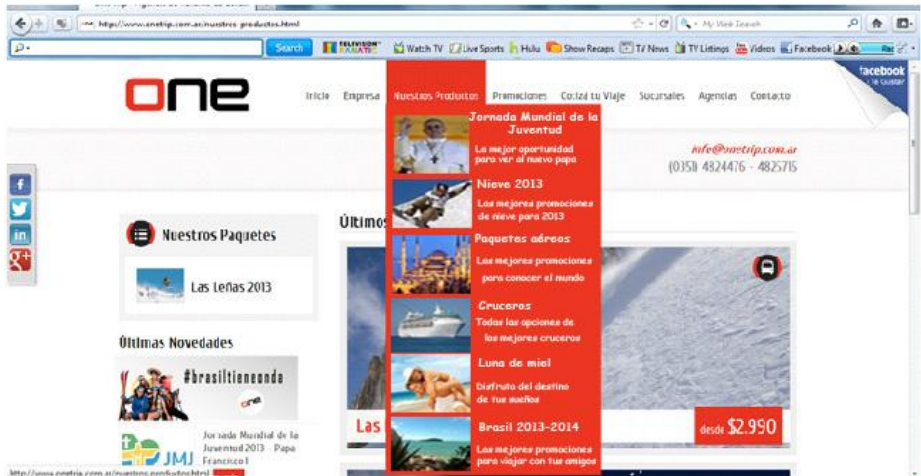 http://www.onetrip.com.ar/nuestros-productos.html
My Web Search
Search
TELEVISION FANATIC
Watch TV
Live Sports
Hulu
Show Recaps
TV News
TV Listings
Videos
Facebook
one
Inicio Empresa Nuestros Productos Promociones Cotizá tu Viaje Sucursales Agencias Contacto
facebook
info@onetrip.com.ar
(0351) 4824476 - 4825715
Jornada Mundial de la
Juventud
La mejor oportunidad
para ver al nuevo papa
Nieve 2013
Las mejores promociones
de nieve para 2013
Paquetes aéreos
Las mejores promociones
para conocer el mundo
Cruceros
Todas las opciones de
los mejores cruceros
Luna de miel
Disfruta del destino
de tus sueños
Brasil 2013-2014
Las mejores promociones
para viajar con tus amigos
Nuestros Paquetes
Las Leñas 2013
Últimas Novedades
#brasiltieneonda
one
JMJ
Jornada Mundial de la
Juventud 2013 - Papa
Francisco I
Últimos
Las
desde $2.990
http://www.onetrip.com.ar/nuestros-productos.html